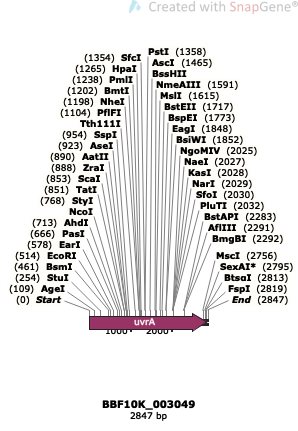 Created with SnapGene®
(1354) SfcI
(1265) HpaI
(1238) PmlI
(1202) BmtI
(1198) NheI
(1104) PflFI
Tth111I
(954) SspI
(923) AseI
(890) AatII
(888) ZraI
(853) ScaI
(851) TatI
(768) StyI
NcoI
(713) AhdI
(666) PasI
(578) EarI
(514) EcoRI
(461) BsmI
(254) StuI
(109) AgeI
(0) Start
PstI (1358)
AscI (1465)
BssHII
NmeAIII (1591)
MslI (1615)
BstEII (1717)
BspEI (1773)
EagI (1848)
BsiWI (1852)
NgoMIV (2025)
NaeI (2027)
KasI (2028)
NarI (2029)
SfoI (2030)
PluTI (2032)
BstAPI (2283)
AflIII (2291)
BmgBI (2292)
MscI (2756)
SexAI* (2795)
BtsαI (2813)
FspI (2819)
End (2847)
uvrA
1000 2000
BBF10K_003049
2847 bp